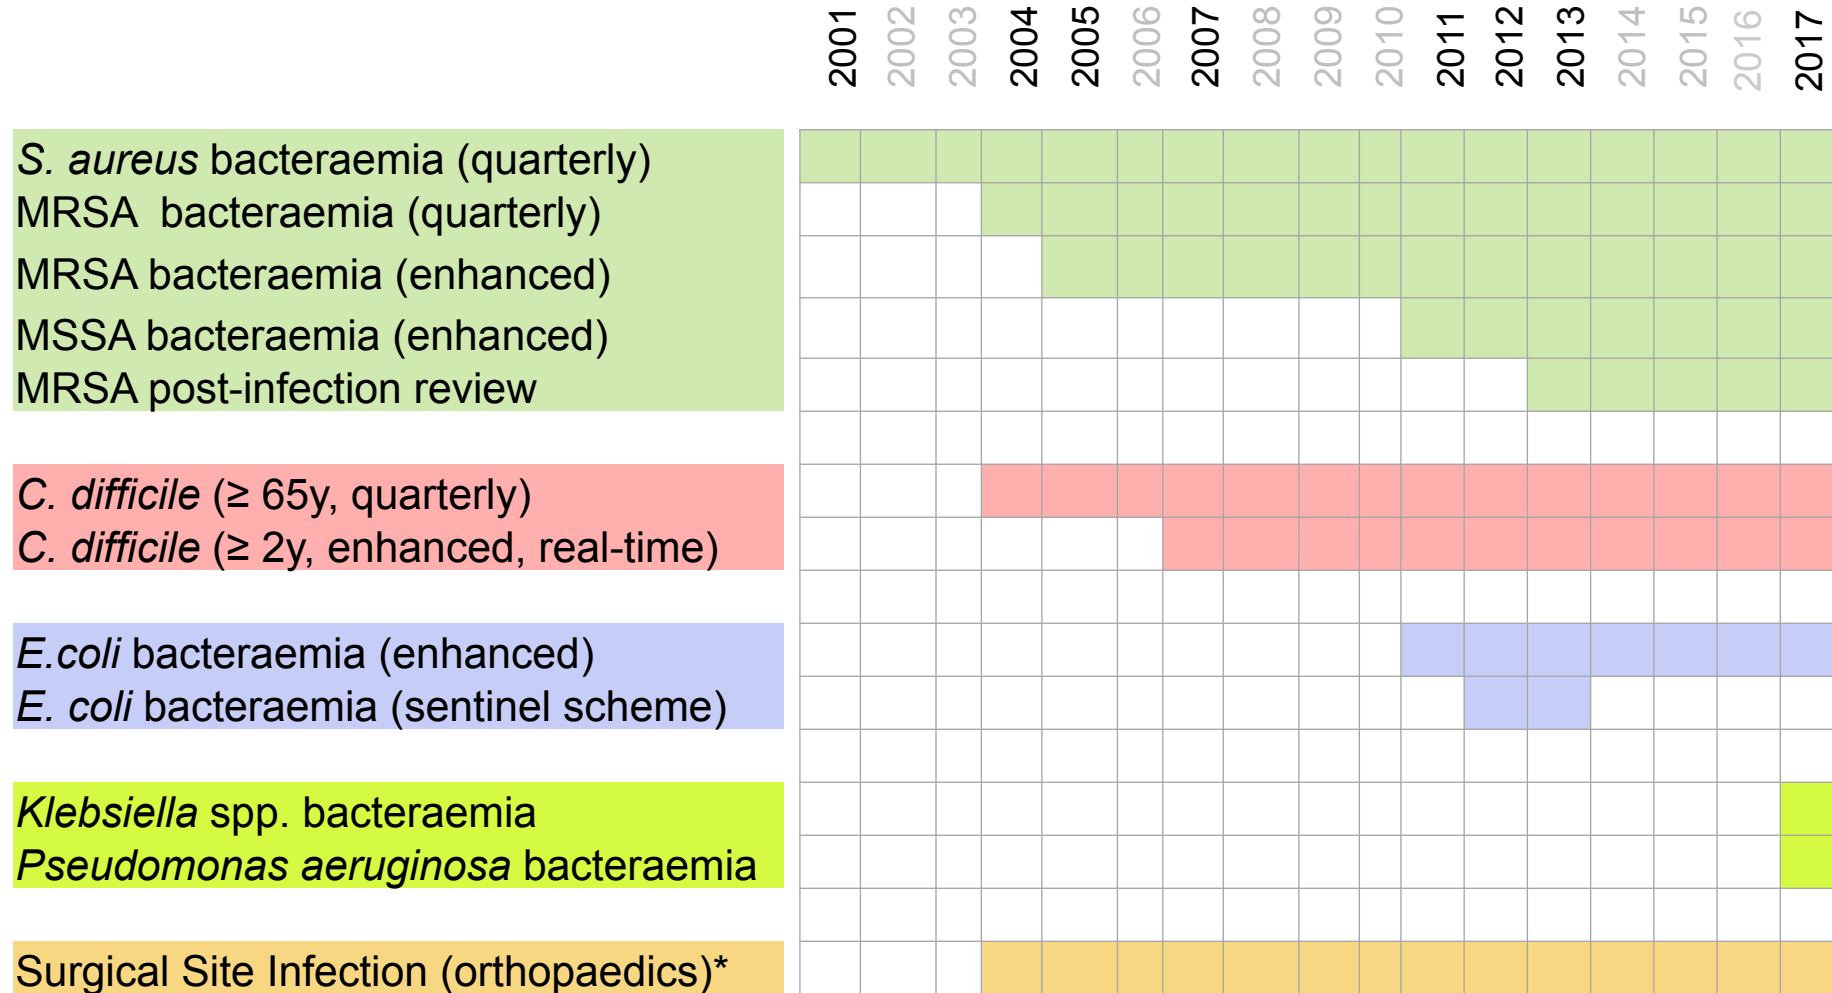 2001 2002 2003 2004 2005 2006 2007 2008 2009 2010 2011 2012 2013 2014 2015 2016 2017
S. aureus bacteraemia (quarterly)
MRSA bacteraemia (quarterly)
MRSA bacteraemia (enhanced)
MSSA bacteraemia (enhanced)
MRSA post-infection review
C. difficile (≥ 65y, quarterly)
C. difficile (≥ 2y, enhanced, real-time)
E.coli bacteraemia (enhanced)
E. coli bacteraemia (sentinel scheme)
Klebsiella spp. bacteraemia
Pseudomonas aeruginosa bacteraemia
Surgical Site Infection (orthopaedics)*